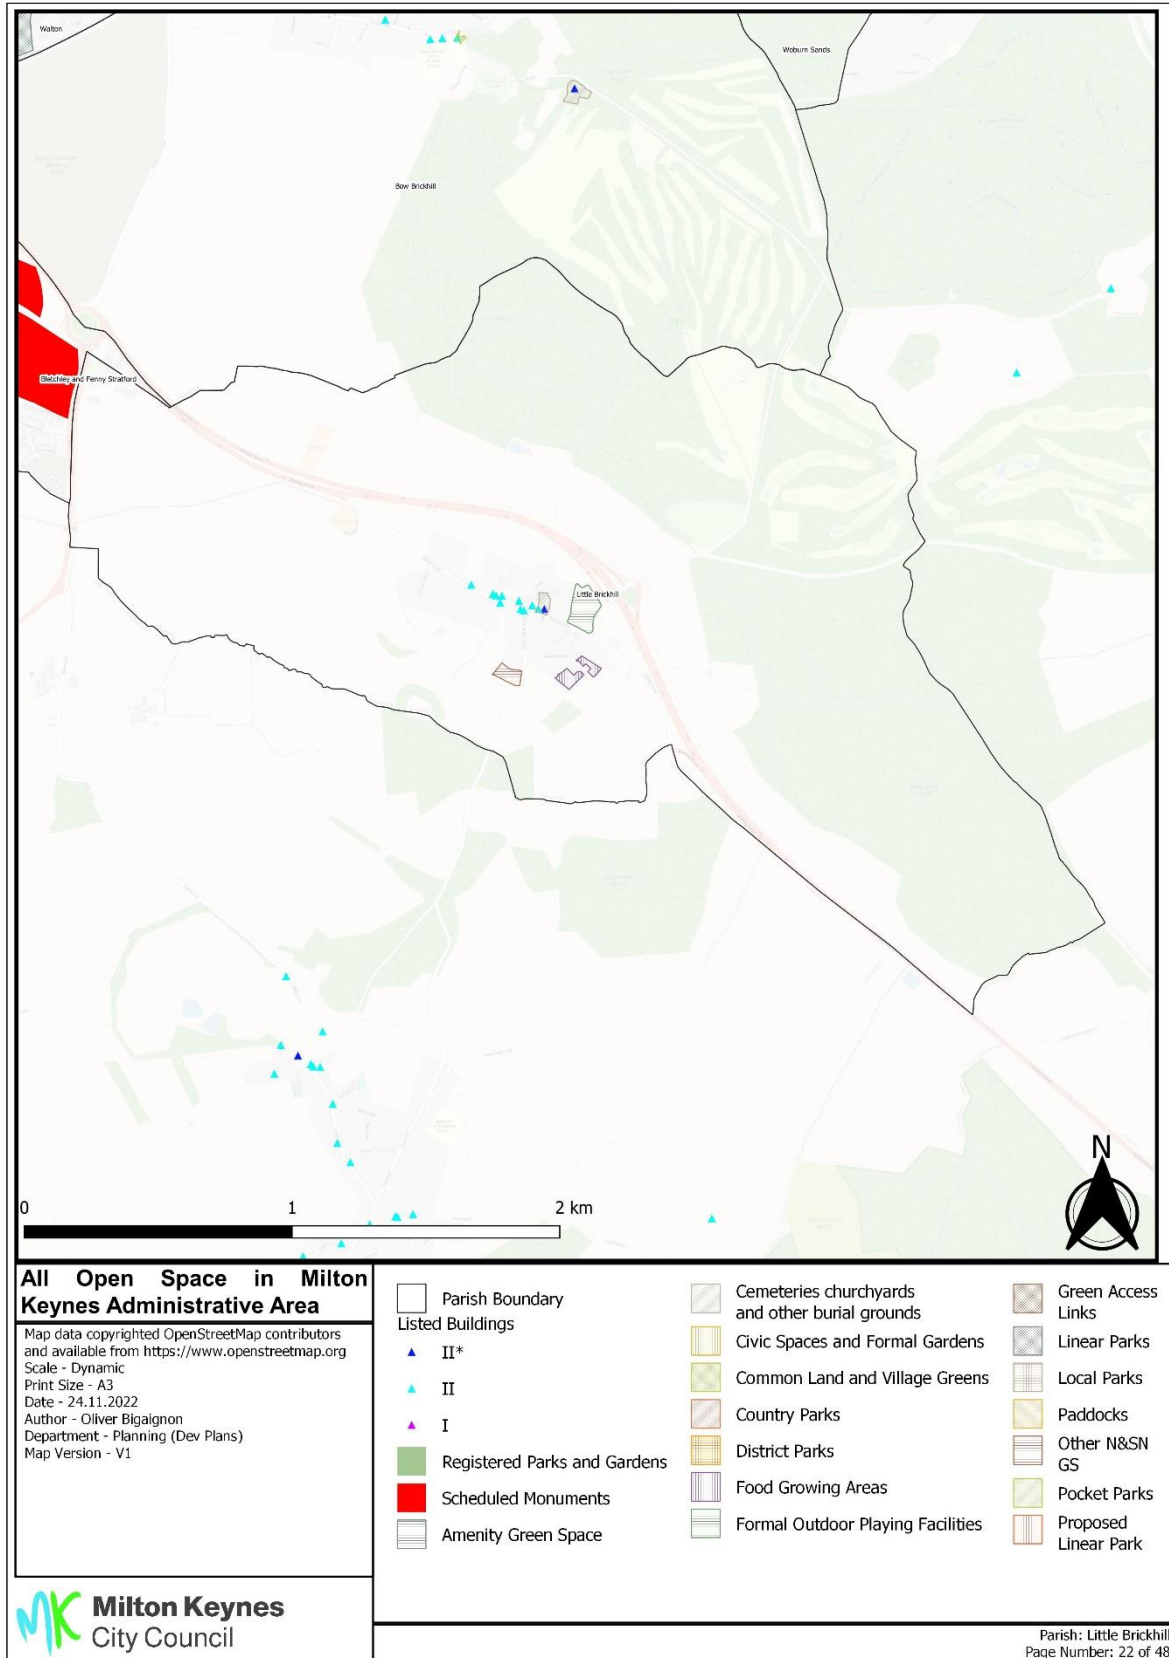 Walton
Woburn Sands
Bow Brickhill
Bletchley and Fenny Stratford
Little Brickhill
N
0 1 2 km
All Open Space in Milton
Keynes Administrative Area
Map data copyrighted OpenStreetMap contributors
and available from https://www.openstreetmap.org
Scale - Dynamic
Print Size - A3
Date - 24.11.2022
Author - Oliver Bigaignon
Department - Planning (Dev Plans)
Map Version - V1
MK Milton Keynes
City Council
Parish Boundary
Listed Buildings
II*
II
I
Registered Parks and Gardens
Scheduled Monuments
Amenity Green Space
Cemeteries churchyards
and other burial grounds
Civic Spaces and Formal Gardens
Common Land and Village Greens
Country Parks
District Parks
Food Growing Areas
Formal Outdoor Playing Facilities
Green Access
Links
Linear Parks
Local Parks
Paddocks
Other N&SN
GS
Pocket Parks
Proposed
Linear Park
Parish: Little Brickhill
Page Number: 22 of 48